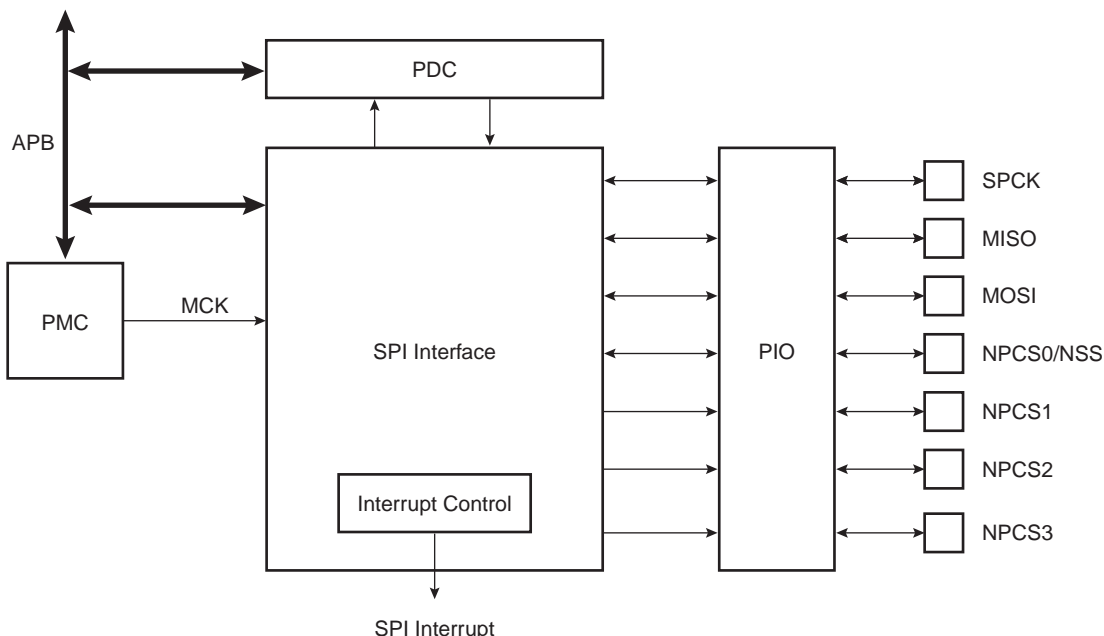 PDC
APB
SPCK
MISO
MCK
MOSI
PMC
SPI Interface
PIO
NPCS0/NSS
NPCS1
NPCS2
Interrupt Control
NPCS3
SPI Interrupt